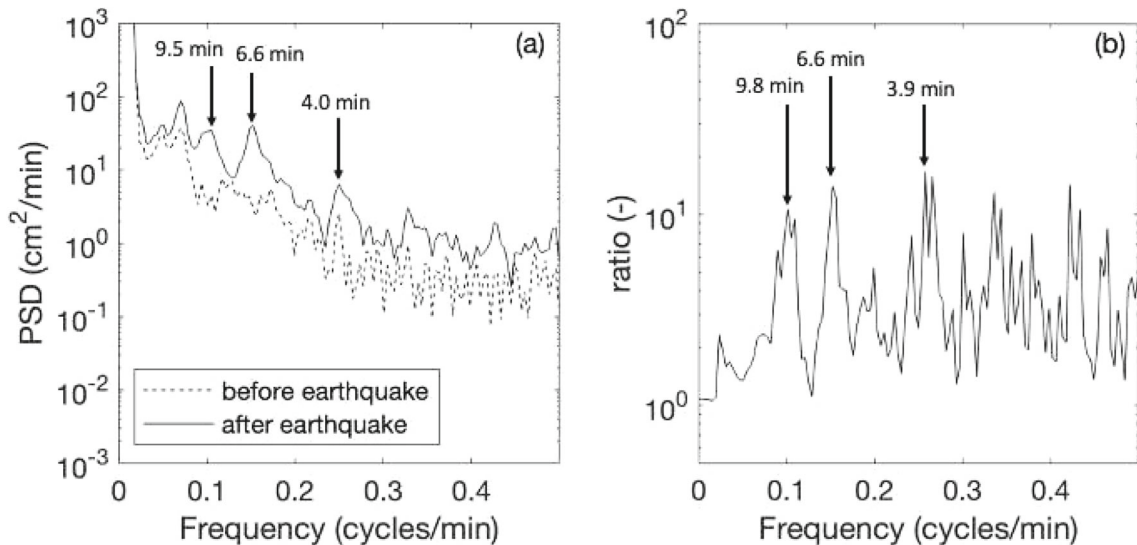 (a)
9.5 min
6.6 min
4.0 min
10³
10²
10¹
10⁰
10⁻¹
10⁻²
10⁻³
PSD (cm²/min)
before earthquake
after earthquake
0 0.1 0.2 0.3 0.4
Frequency (cycles/min)
(b)
6.6 min
9.8 min
3.9 min
10²
10¹
10⁰
ratio (-)
0 0.1 0.2 0.3 0.4
Frequency (cycles/min)